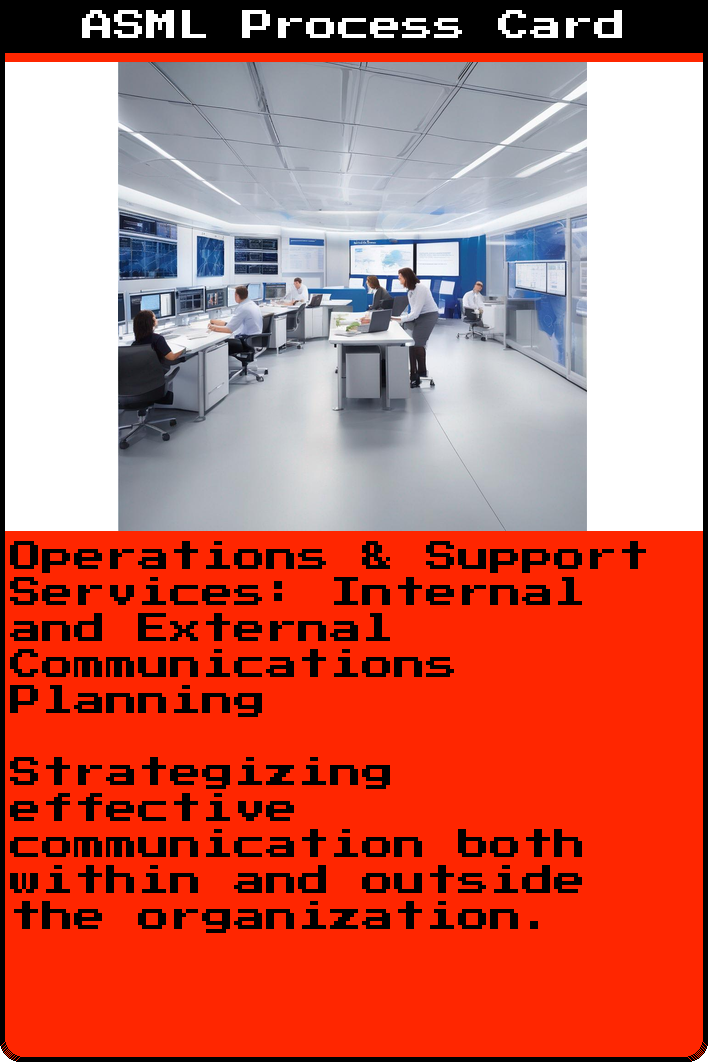 ASML Process Card
Operations & Support
Services: Internal
and External
Communications
Planning
Strategizing
effective
communication both
within and outside
the organization.